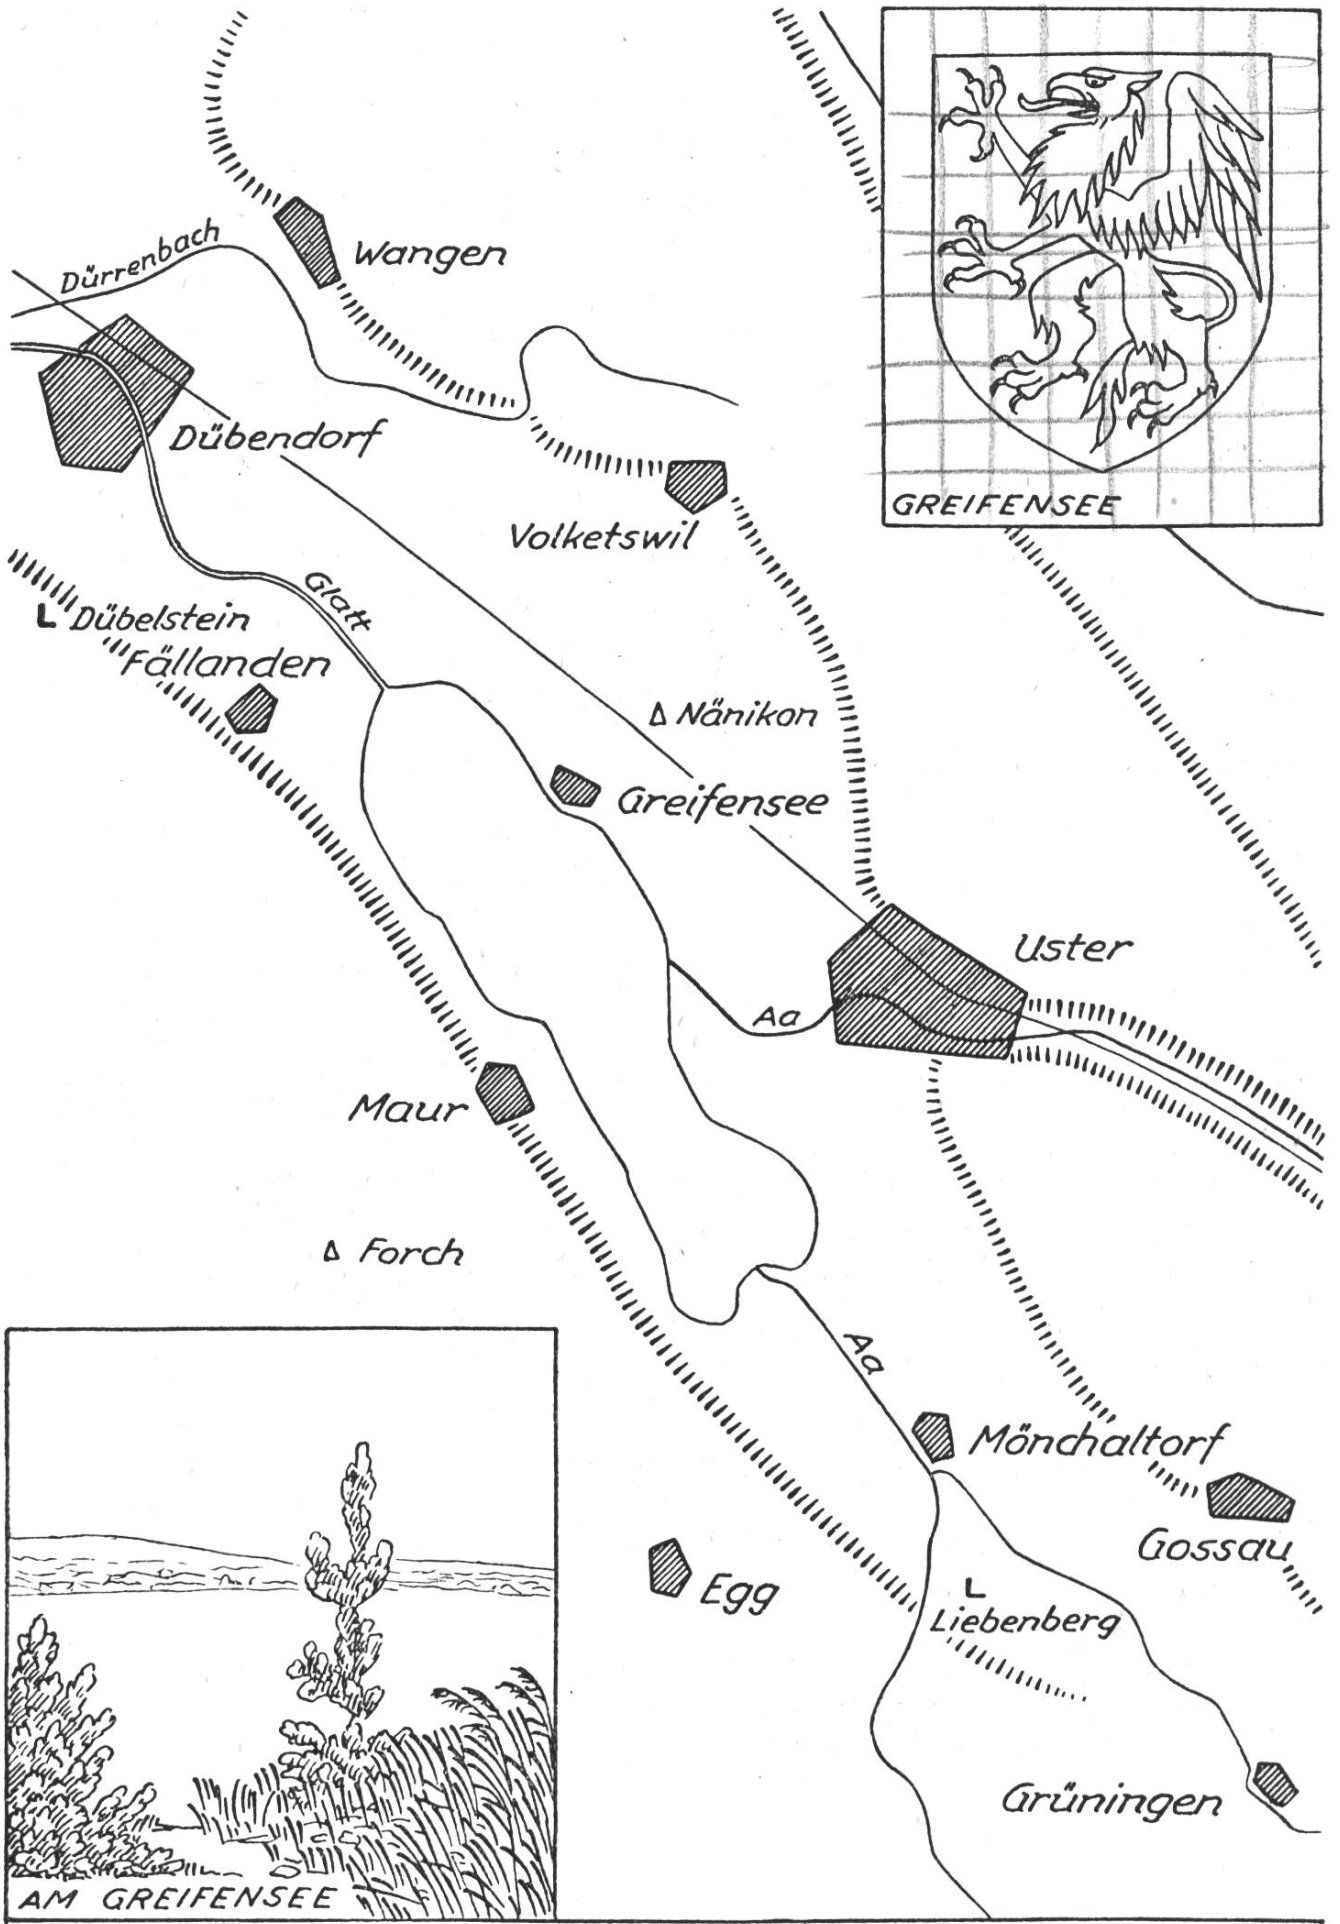 Dürrenbach
Wangen
Dübendorf
Volketswil
GREIFENSEE
Glatt
Dübelstein
Fällanden
Nänikon
Greifensee
Uster
Aa
Maur
Forch
Aa
Mönchaltorf
Gossau
Egg
Liebenberg
Grüningen
AM GREIFENSEE